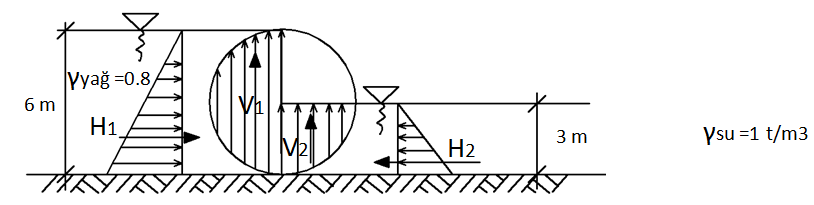 γyağ =0.8
6 m
H1
V1
V2
H2
3 m
γsu =1 t/m3